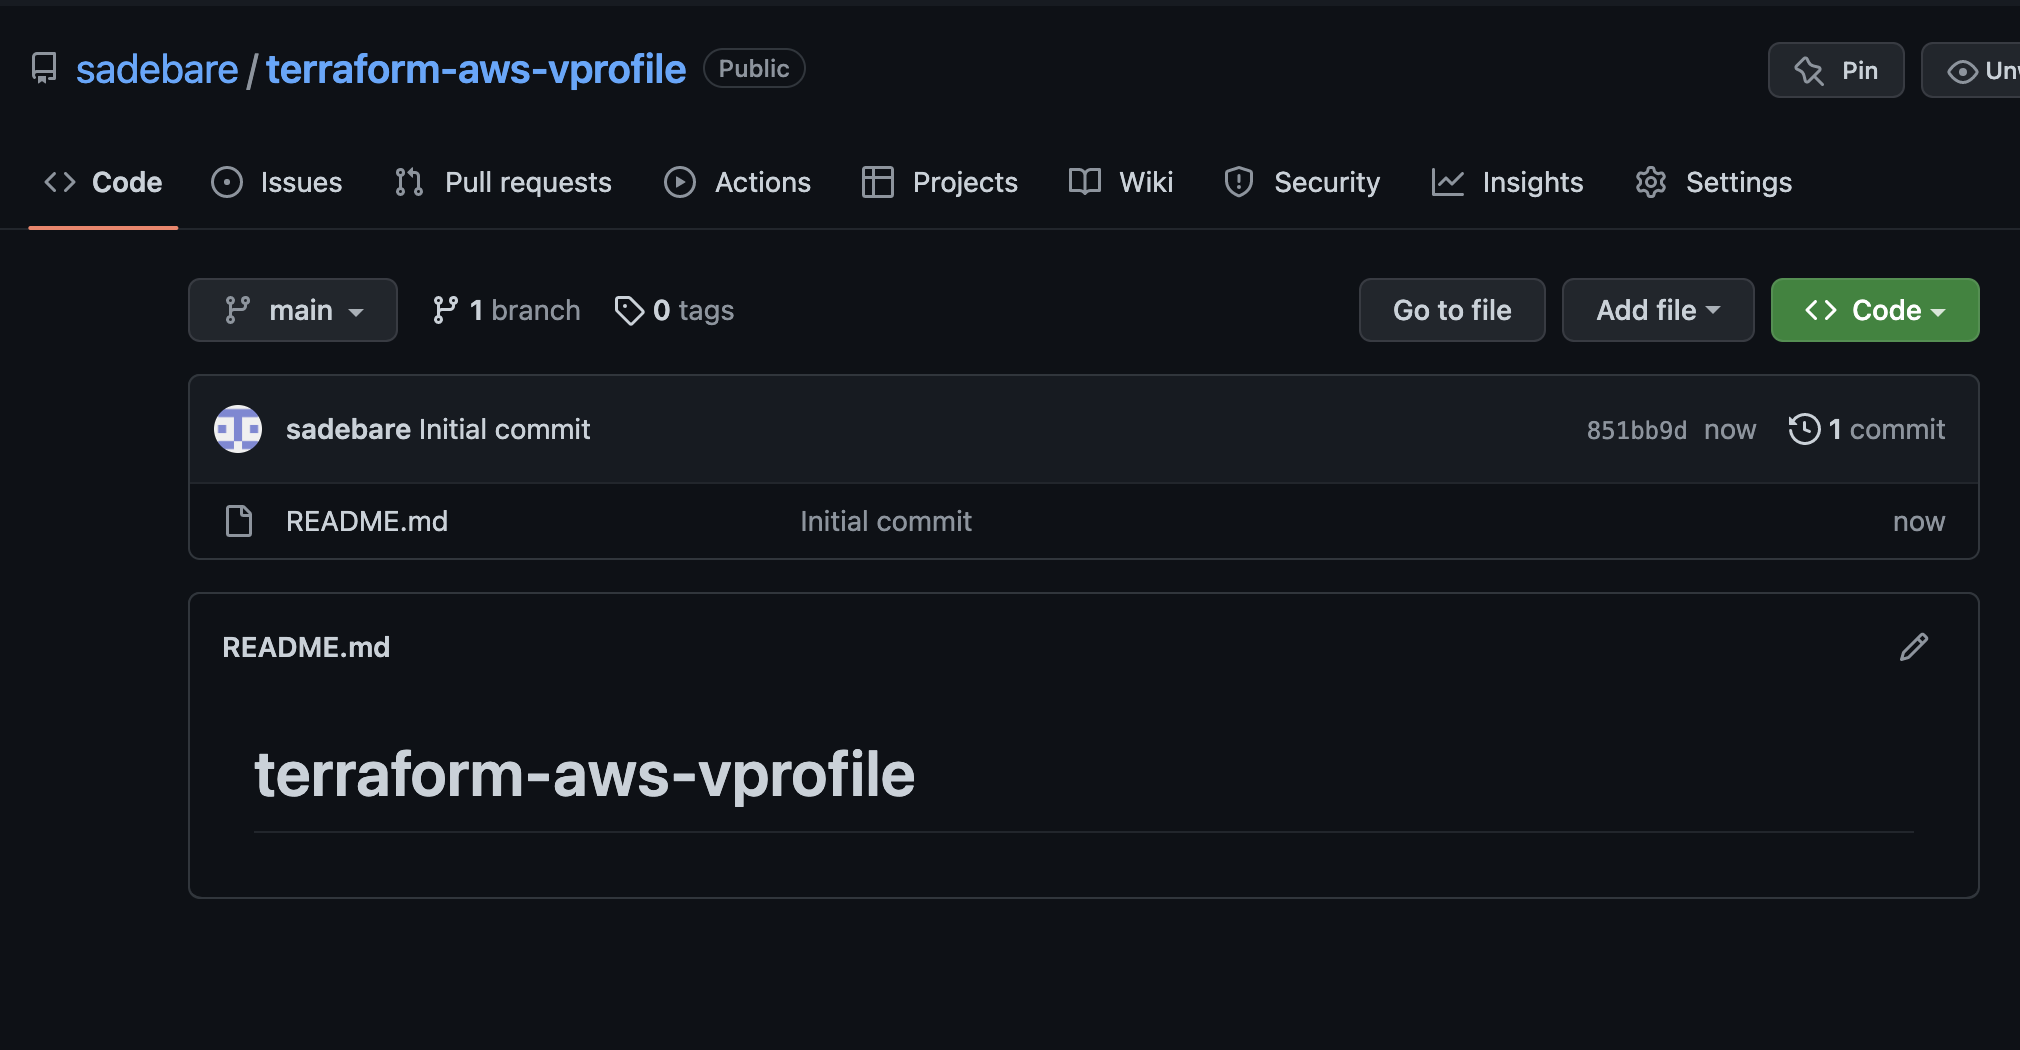 sadebare / terraform-aws-vprofile Public Pin
Code Issues Pull requests Actions Projects Wiki Security Insights Settings
main 1 branch 0 tags Go to file Add file Code
sadebare Initial commit 851bb9d now 1 commit
README.md Initial commit now
README.md
terraform-aws-vprofile